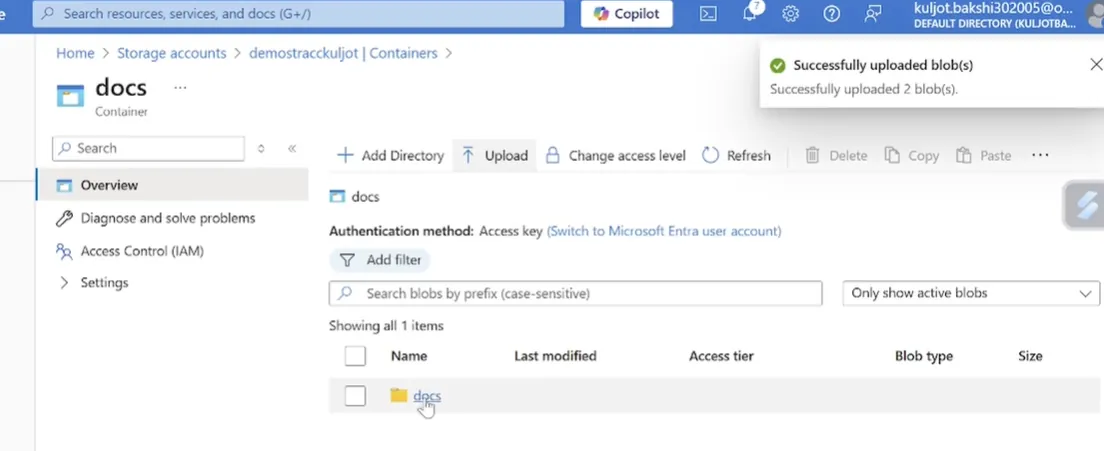 e
Search resources, services, and docs (G+/)
Copilot
7
kuljot.bakshi302005@o...
DEFAULT DIRECTORY (KULJOTBA...
Home > Storage accounts > demostracckuljot | Containers >
Successfully uploaded blob(s)
Successfully uploaded 2 blob(s).
docs ...
Container
Search
Add Directory Upload Change access level Refresh Delete Copy Paste ...
Overview
Diagnose and solve problems
Access Control (IAM)
Settings
docs
Authentication method: Access key (Switch to Microsoft Entra user account)
Add filter
Search blobs by prefix (case-sensitive)
Only show active blobs
Showing all 1 items
Name Last modified Access tier Blob type Size
docs